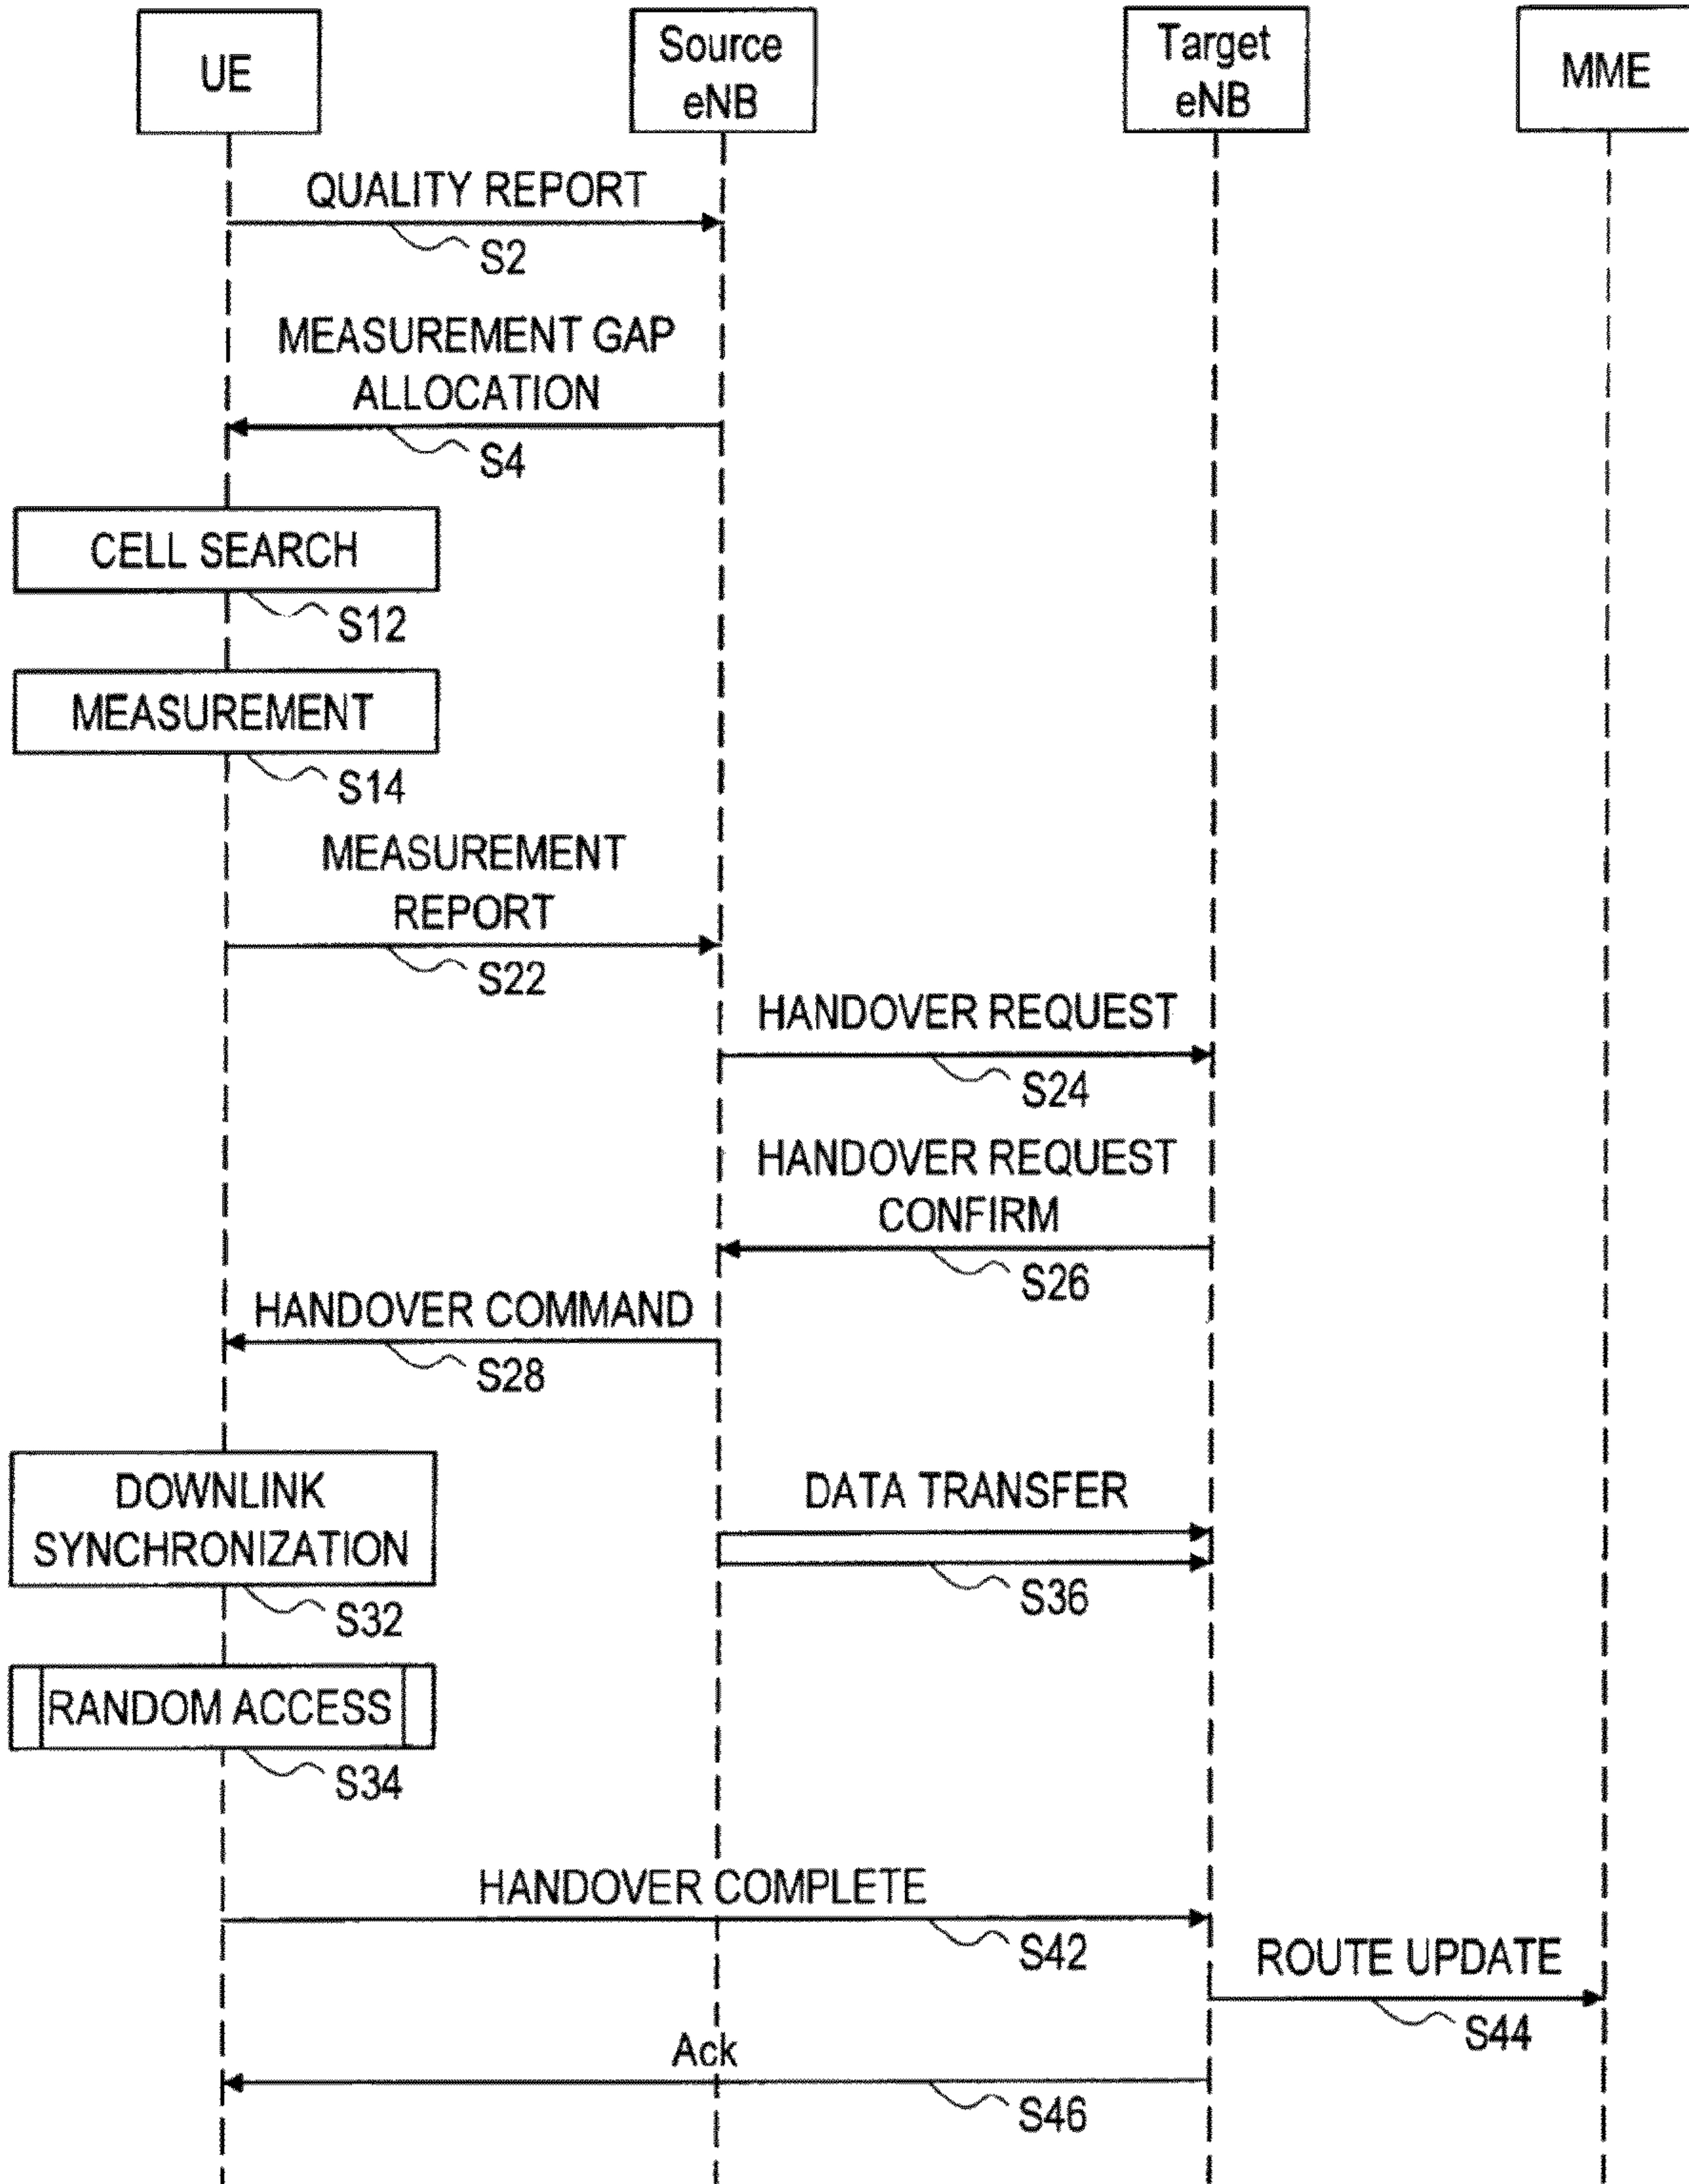 UE
Source
eNB
Target
eNB
MME
QUALITY REPORT
S2
MEASUREMENT GAP
ALLOCATION
S4
CELL SEARCH
S12
MEASUREMENT
S14
MEASUREMENT
REPORT
S22
HANDOVER REQUEST
S24
HANDOVER REQUEST
CONFIRM
S26
HANDOVER COMMAND
S28
DOWNLINK
SYNCHRONIZATION
S32
DATA TRANSFER
S36
RANDOM ACCESS
S34
HANDOVER COMPLETE
S42
ROUTE UPDATE
S44
Ack
S46